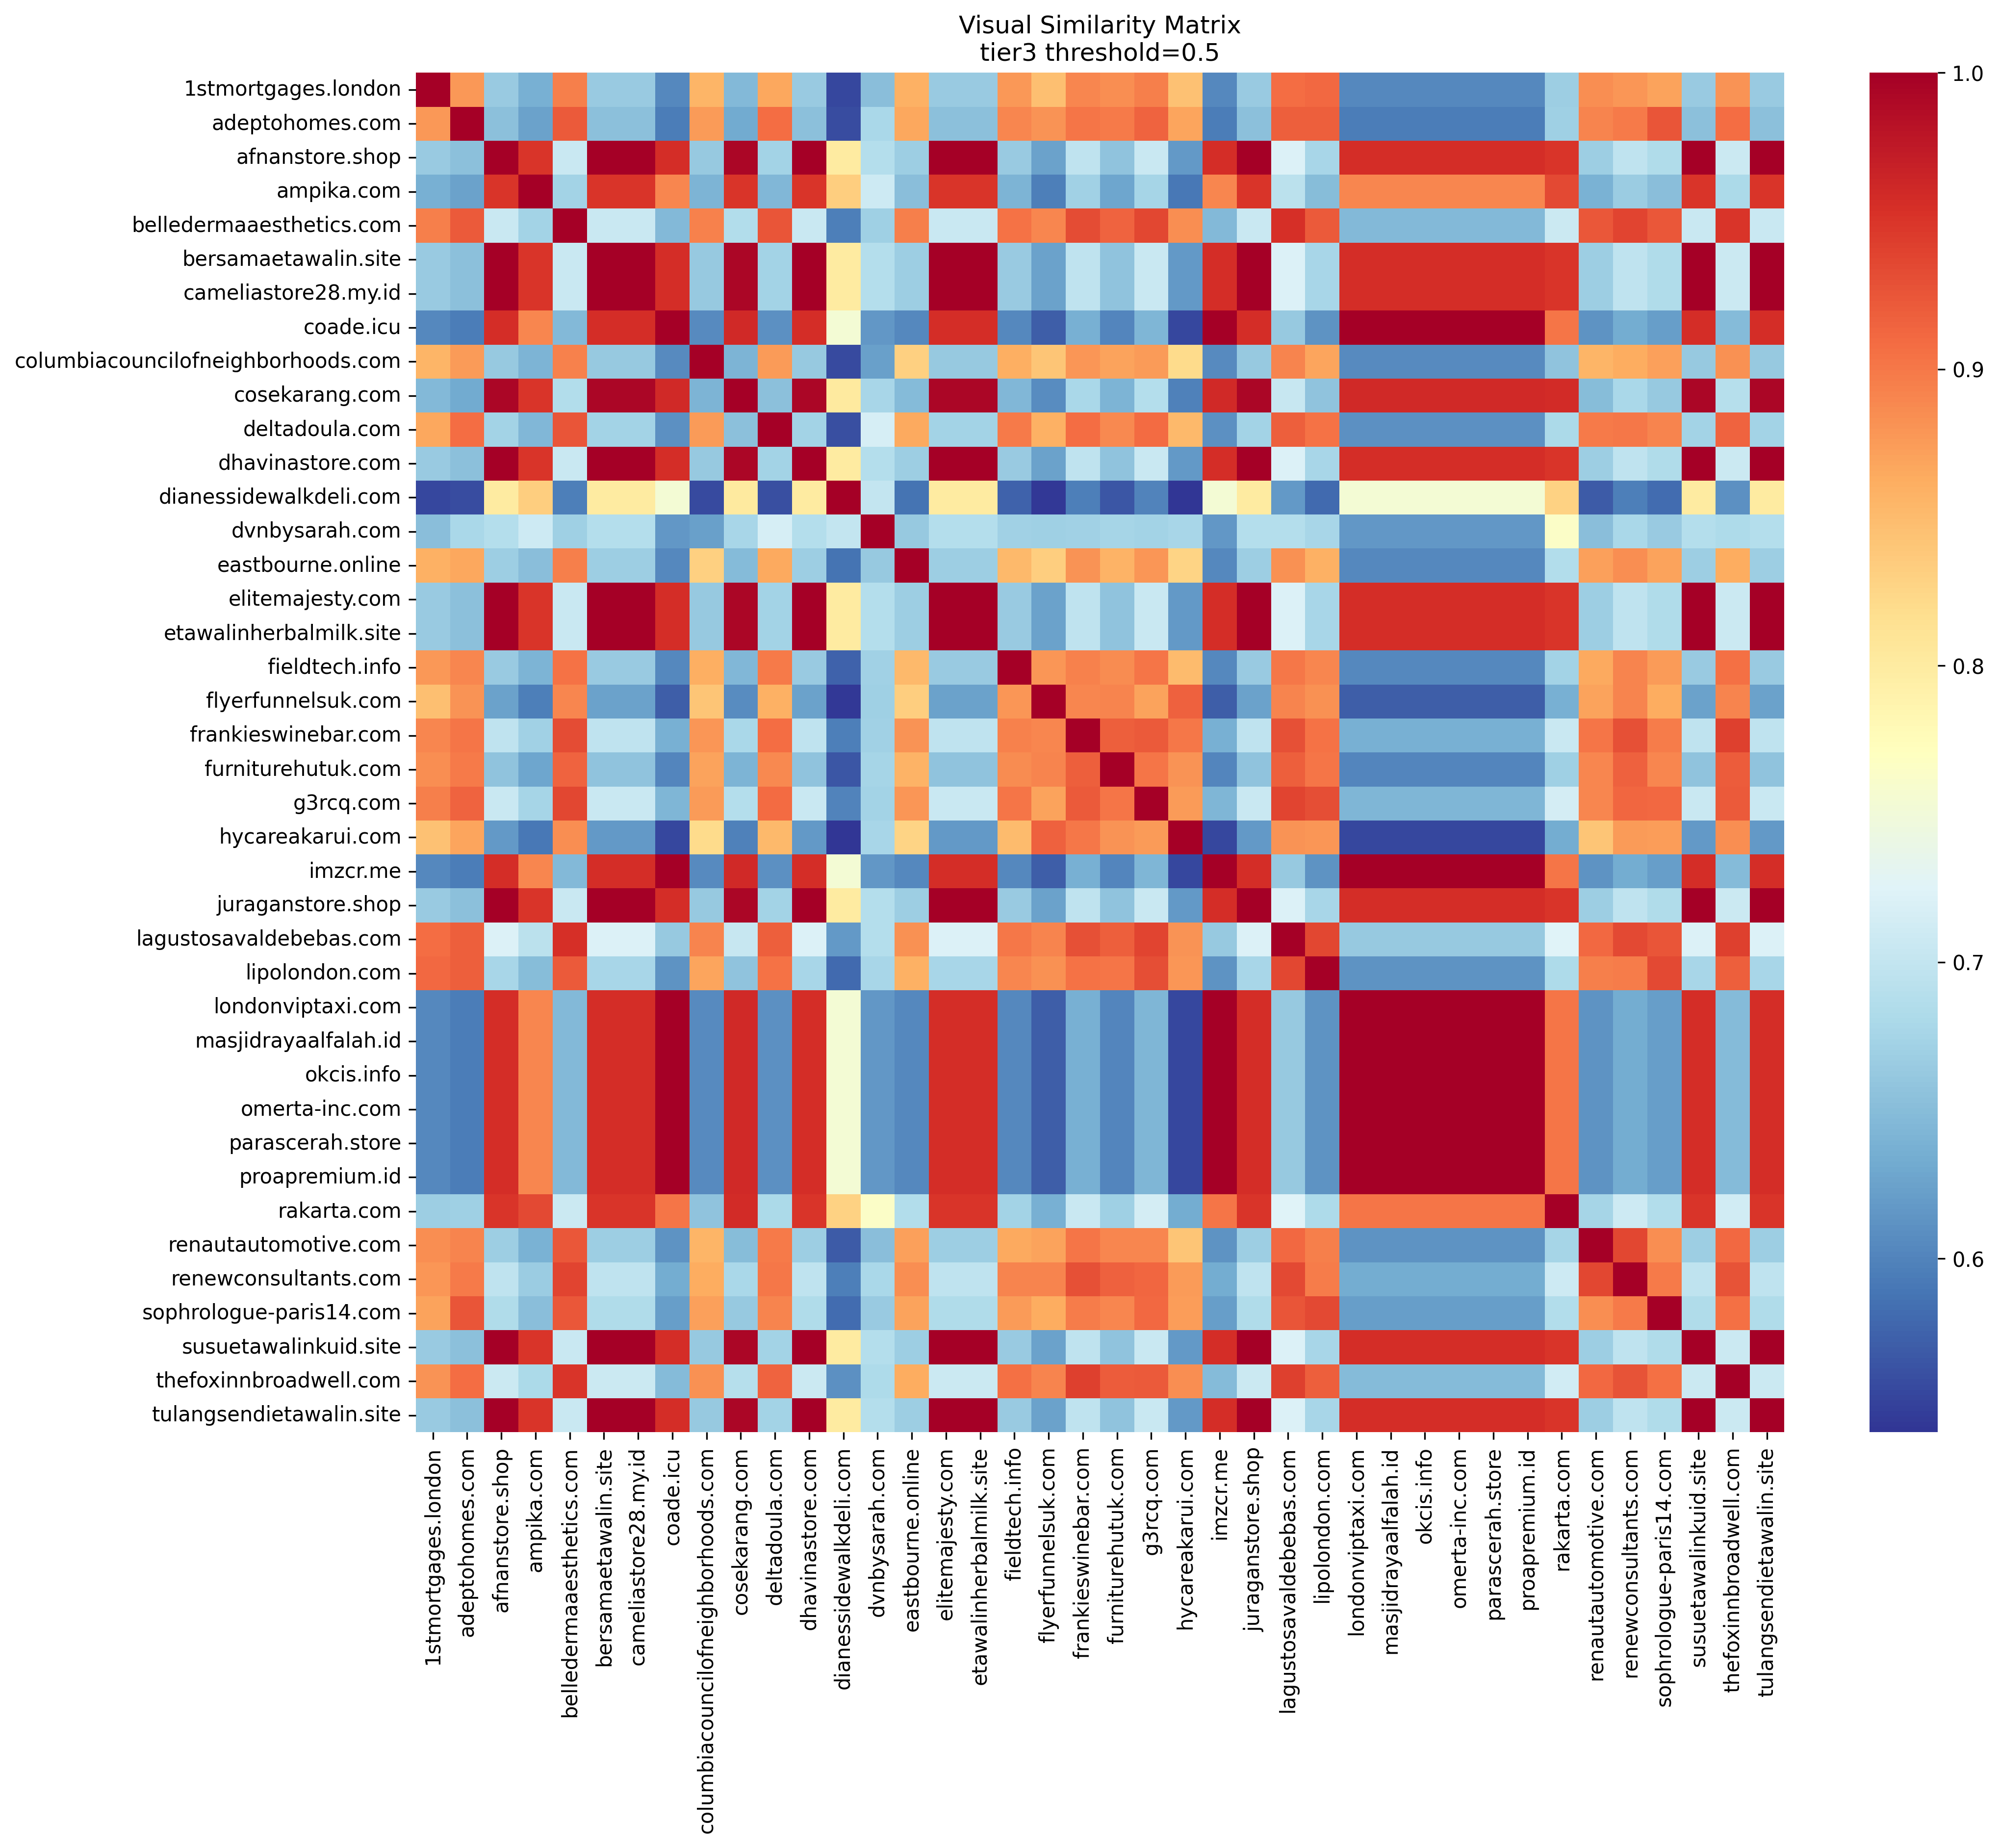 Visual Similarity Matrix
tier3 threshold=0.5
1stmortgages.london
adeptohomes.com
afnanstore.shop
ampika.com
belledermaaesthetics.com
bersamaetawalin.site
cameliastore28.my.id
coade.icu
columbiacouncilofneighborhoods.com
cosekarang.com
deltadoula.com
dhavinastore.com
dianessidewalkdeli.com
dvnbysarah.com
eastbourne.online
elitemajesty.com
etawalinherbalmilk.site
fieldtech.info
flyerfunnelsuk.com
frankieswinebar.com
furniturehutuk.com
g3rcq.com
hycareakarui.com
imzcr.me
juraganstore.shop
lagustosavaldebebas.com
lipolondon.com
londonviptaxi.com
masjidrayaalfalah.id
okcis.info
omerta-inc.com
parascerah.store
proapremium.id
rakarta.com
renautautomotive.com
renewconsultants.com
sophrologue-paris14.com
susuetawalinkuid.site
thefoxinnbroadwell.com
tulangsendietawalin.site
1stmortgages.london
adeptohomes.com
afnanstore.shop
ampika.com
belledermaaesthetics.com
bersamaetawalin.site
cameliastore28.my.id
coade.icu
columbiacouncilofneighborhoods.com
cosekarang.com
deltadoula.com
dhavinastore.com
dianessidewalkdeli.com
dvnbysarah.com
eastbourne.online
elitemajesty.com
etawalinherbalmilk.site
fieldtech.info
flyerfunnelsuk.com
frankieswinebar.com
furniturehutuk.com
g3rcq.com
hycareakarui.com
imzcr.me
juraganstore.shop
lagustosavaldebebas.com
lipolondon.com
londonviptaxi.com
masjidrayaalfalah.id
okcis.info
omerta-inc.com
parascerah.store
proapremium.id
rakarta.com
renautautomotive.com
renewconsultants.com
sophrologue-paris14.com
susuetawalinkuid.site
thefoxinnbroadwell.com
tulangsendietawalin.site
1.0
0.9
0.8
0.7
0.6